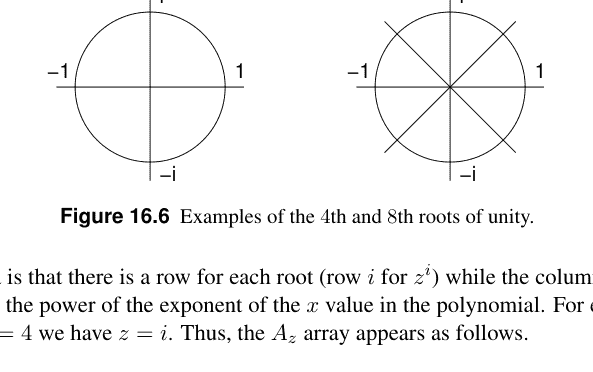 −1
1
−i
−1
1
−i
Figure 16.6 Examples of the 4th and 8th roots of unity.
is that there is a row for each root (row i for z^i) while the
the power of the exponent of the x value in the polynomial. For
= 4 we have z = i. Thus, the A_z array appears as follows.